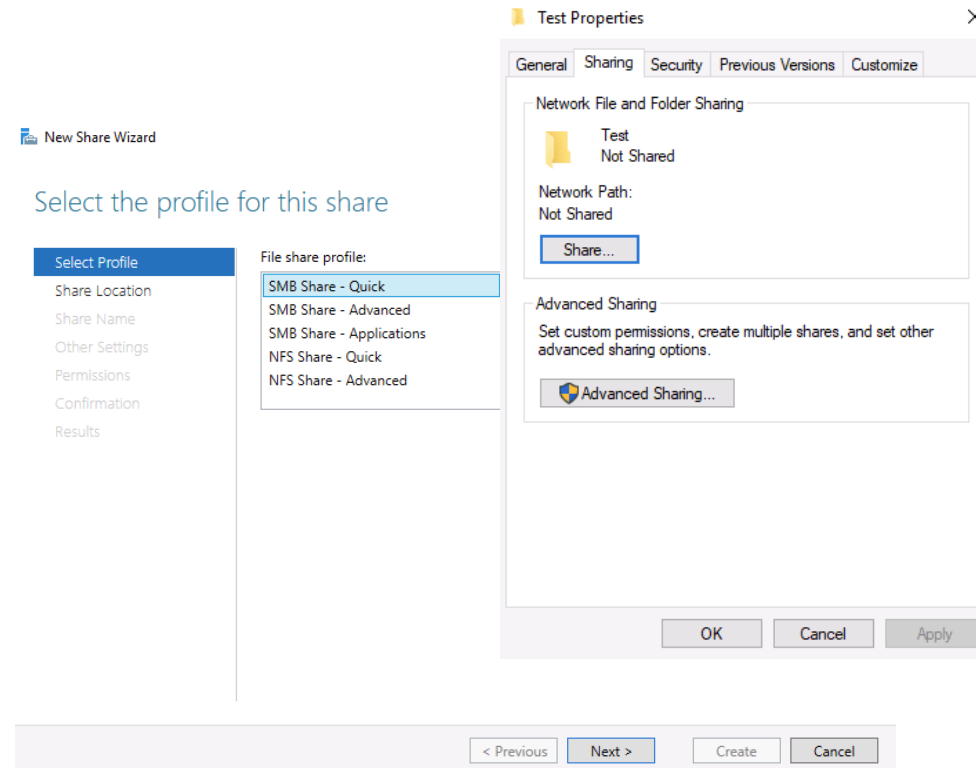 New Share Wizard
Select the profile for this share
Select Profile
Share Location
Share Name
Other Settings
Permissions
Confirmation
Results
File share profile:
SMB Share - Quick
SMB Share - Advanced
SMB Share - Applications
NFS Share - Quick
NFS Share - Advanced
< Previous
Next >
Create
Cancel
Test Properties
General
Sharing
Security
Previous Versions
Customize
Network File and Folder Sharing
Test
Not Shared
Network Path:
Not Shared
Share...
Advanced Sharing
Set custom permissions, create multiple shares, and set other
advanced sharing options.
Advanced Sharing...
OK
Cancel
Apply